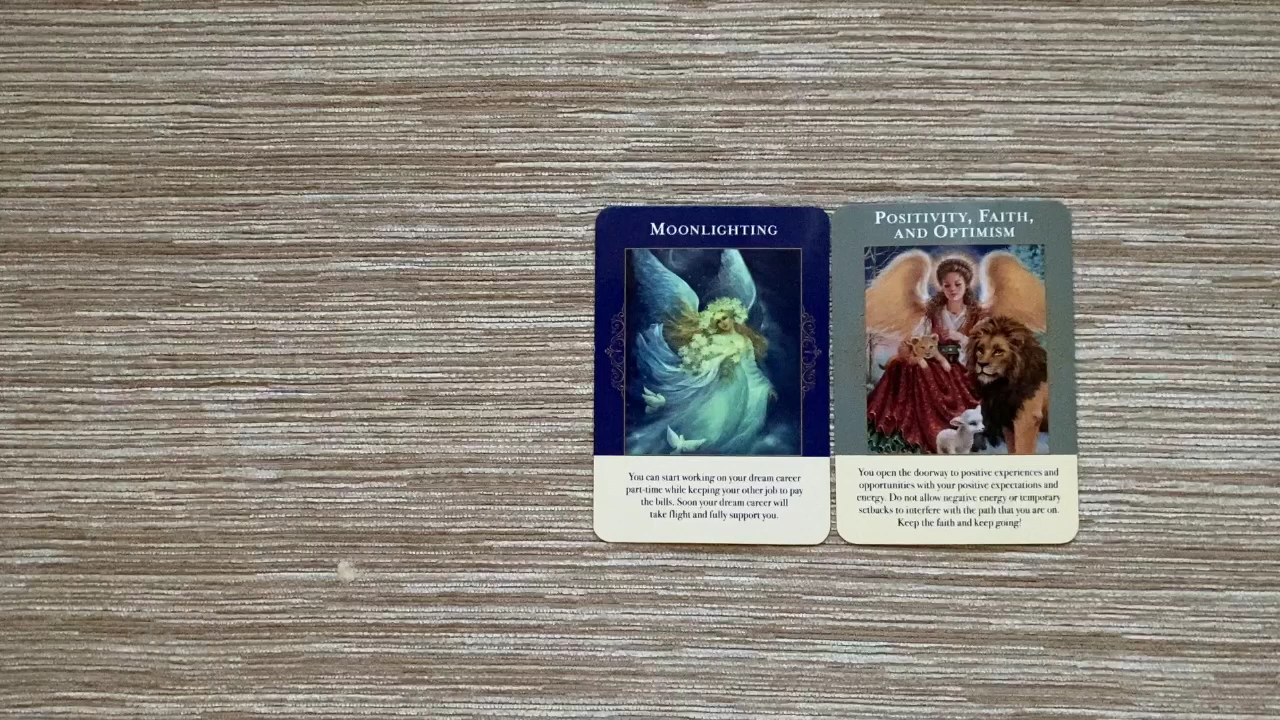 MOONLIGHTING
You can start working on your dream career
part-time while keeping your other job to pay
the bills. Soon your dream career will
take flight and fully support you.
POSITIVITY, FAITH,
AND OPTIMISM
You open the doorway to positive experiences and
opportunities with your positive expectations and
energy. Do not allow negative energy or temporary
setbacks to interfere with the path that you are on.
Keep the faith and keep going!